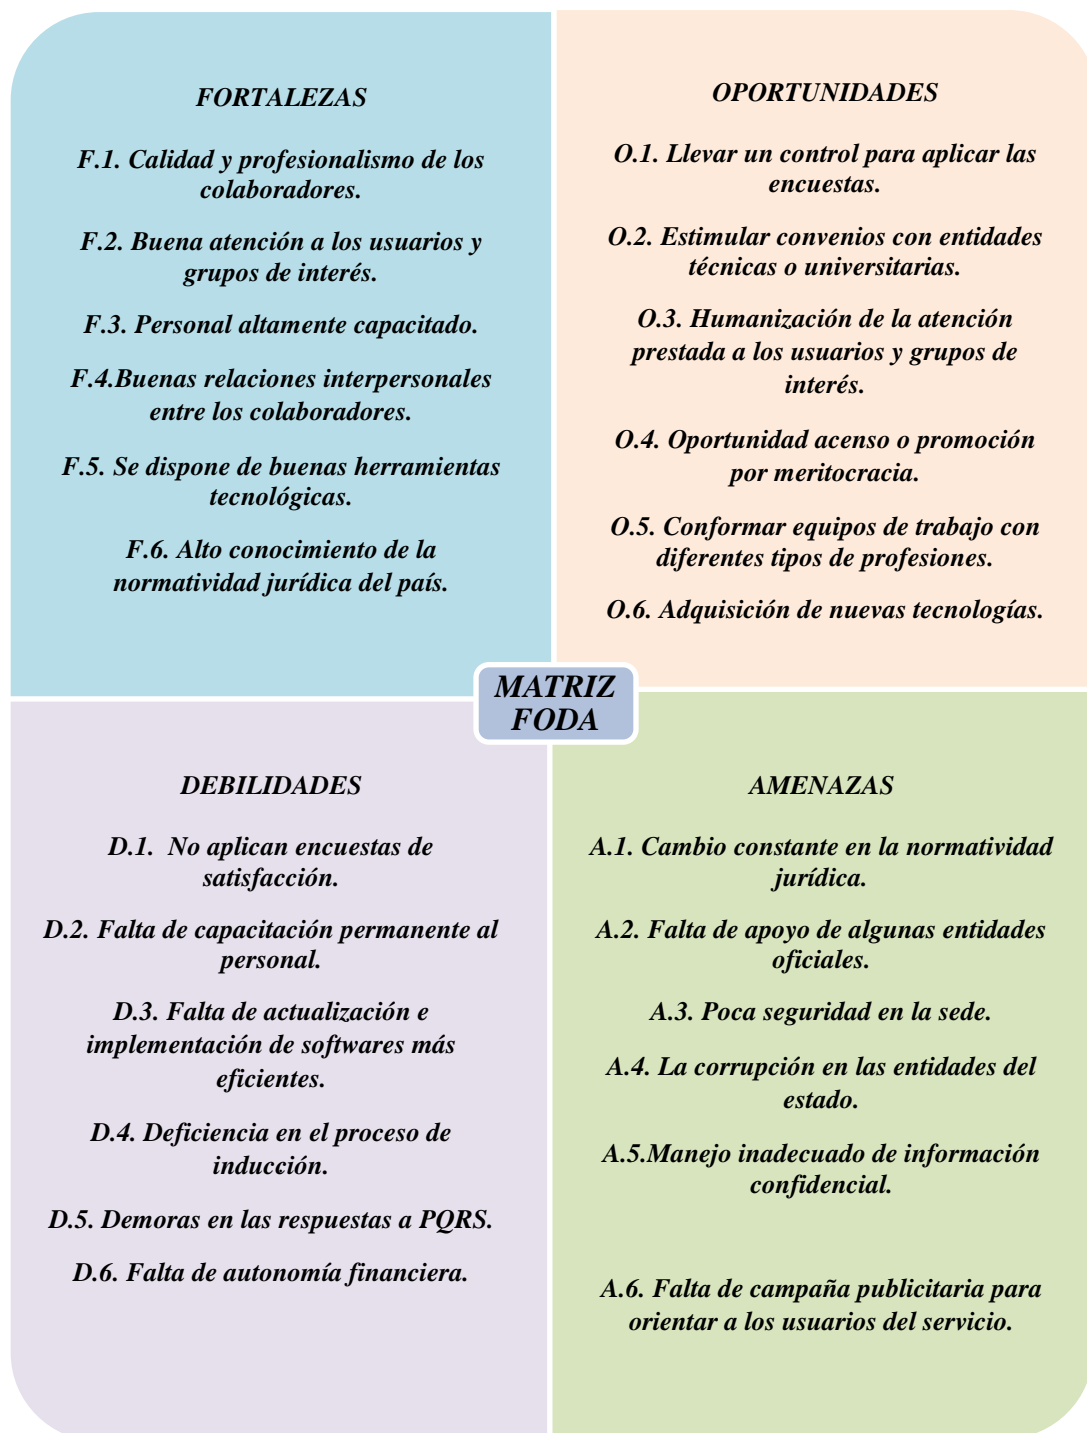 FORTALEZAS
F.1. Calidad y profesionalismo de los
colaboradores.
F.2. Buena atención a los usuarios y
grupos de interés.
F.3. Personal altamente capacitado.
F.4.Buenas relaciones interpersonales
entre los colaboradores.
F.5. Se dispone de buenas herramientas
tecnológicas.
F.6. Alto conocimiento de la
normatividad jurídica del país.
OPORTUNIDADES
O.1. Llevar un control para aplicar las
encuestas.
O.2. Estimular convenios con entidades
técnicas o universitarias.
O.3. Humanización de la atención
prestada a los usuarios y grupos de
interés.
O.4. Oportunidad acenso o promoción
por meritocracia.
O.5. Conformar equipos de trabajo con
diferentes tipos de profesiones.
O.6. Adquisición de nuevas tecnologías.
MATRIZ
FODA
DEBILIDADES
D.1. No aplican encuestas de
satisfacción.
D.2. Falta de capacitación permanente al
personal.
D.3. Falta de actualización e
implementación de softwares más
eficientes.
D.4. Deficiencia en el proceso de
inducción.
D.5. Demoras en las respuestas a PQRS.
D.6. Falta de autonomía financiera.
AMENAZAS
A.1. Cambio constante en la normatividad
jurídica.
A.2. Falta de apoyo de algunas entidades
oficiales.
A.3. Poca seguridad en la sede.
A.4. La corrupción en las entidades del
estado.
A.5.Manejo inadecuado de información
confidencial.
A.6. Falta de campaña publicitaria para
orientar a los usuarios del servicio.